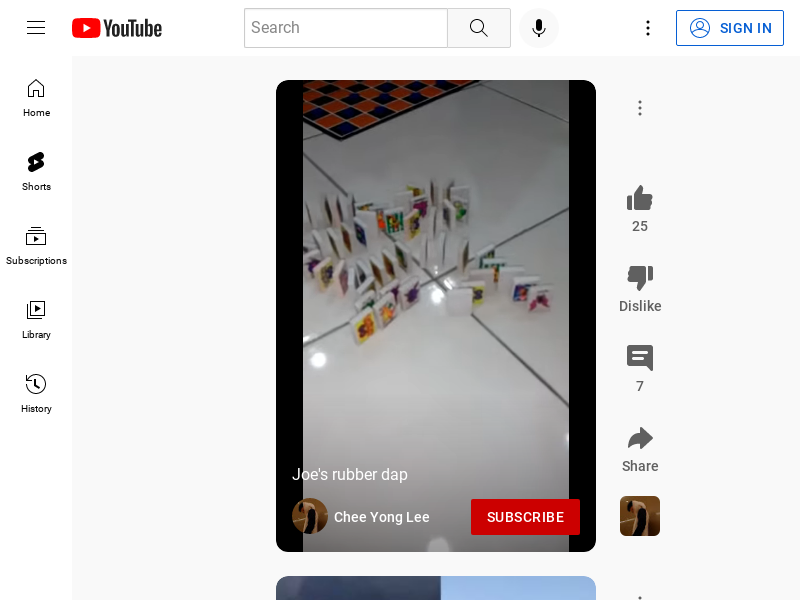 YouTube
Search
SIGN IN
Home
Shorts
Subscriptions
Library
History
25
Dislike
7
Share
Joe's rubber dap
Chee Yong Lee
SUBSCRIBE